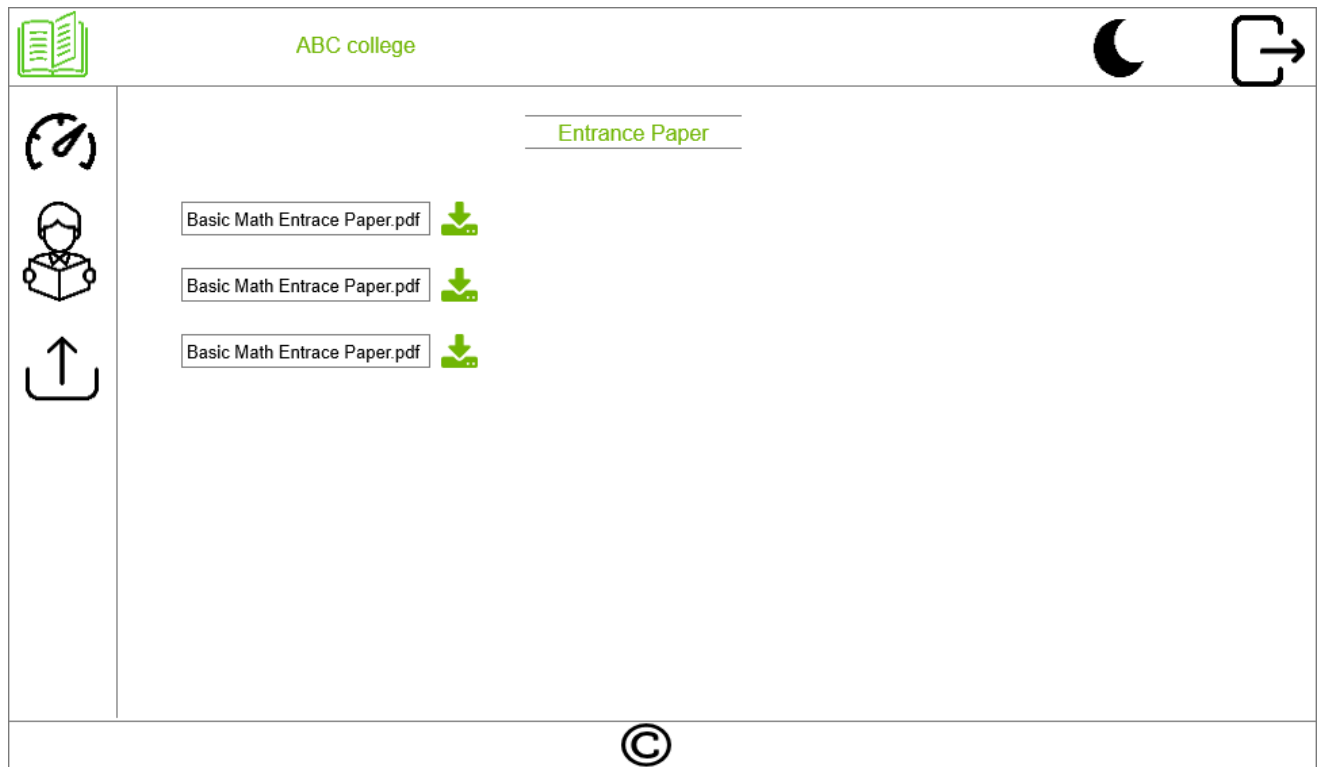 ABC college
Entrance Paper
Basic Math Entrace Paper.pdf
Basic Math Entrace Paper.pdf
Basic Math Entrace Paper.pdf
©